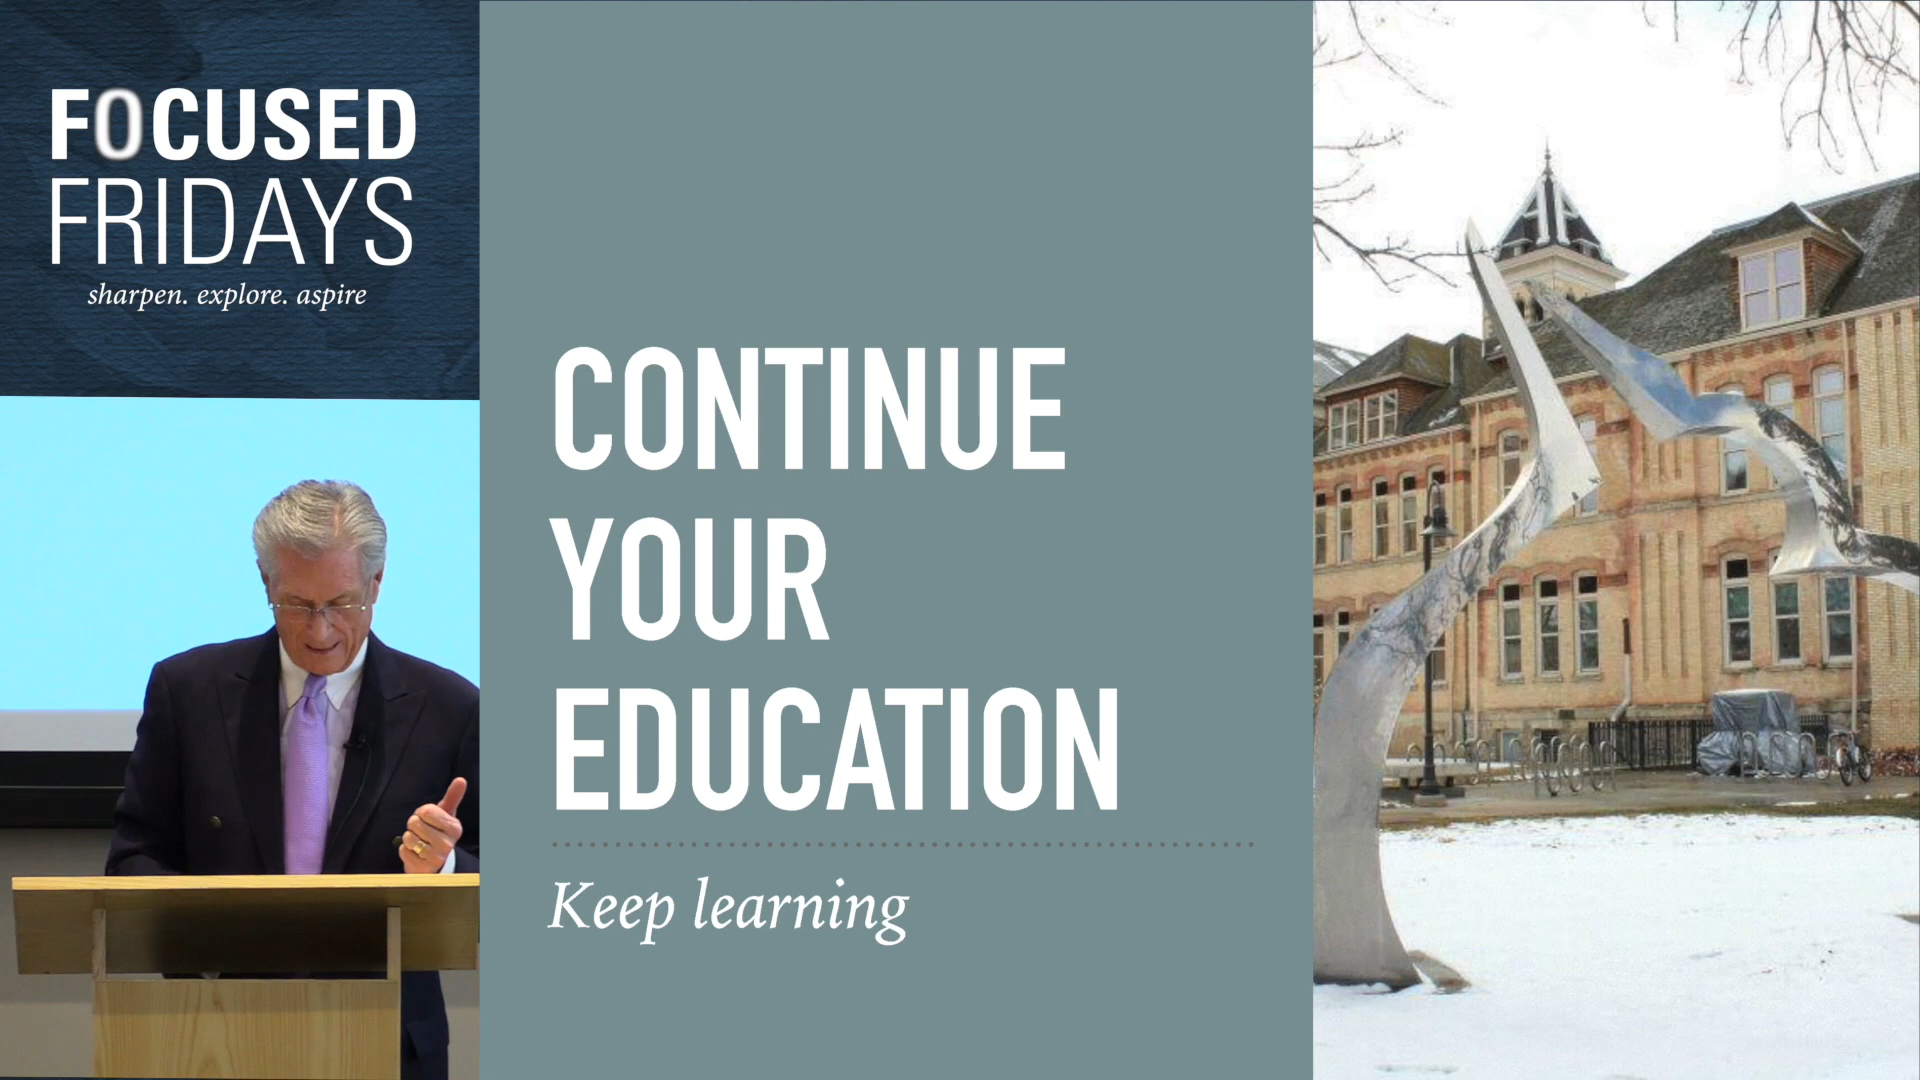 FOCUSED
FRIDAYS
sharpen. explore. aspire
CONTINUE
YOUR
EDUCATION
Keep learning